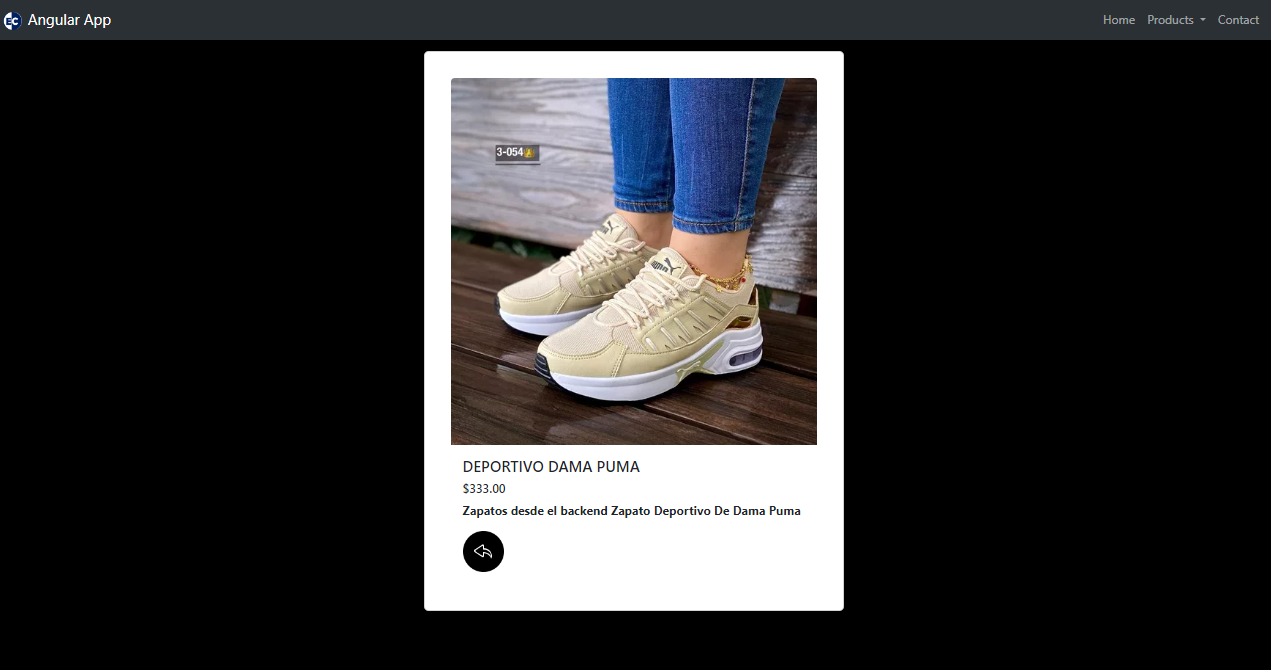 EC Angular App
Home Products Contact
3-054
PUMA
DEPORTIVO DAMA PUMA
$333.00
Zapatos desde el backend Zapato Deportivo De Dama Puma